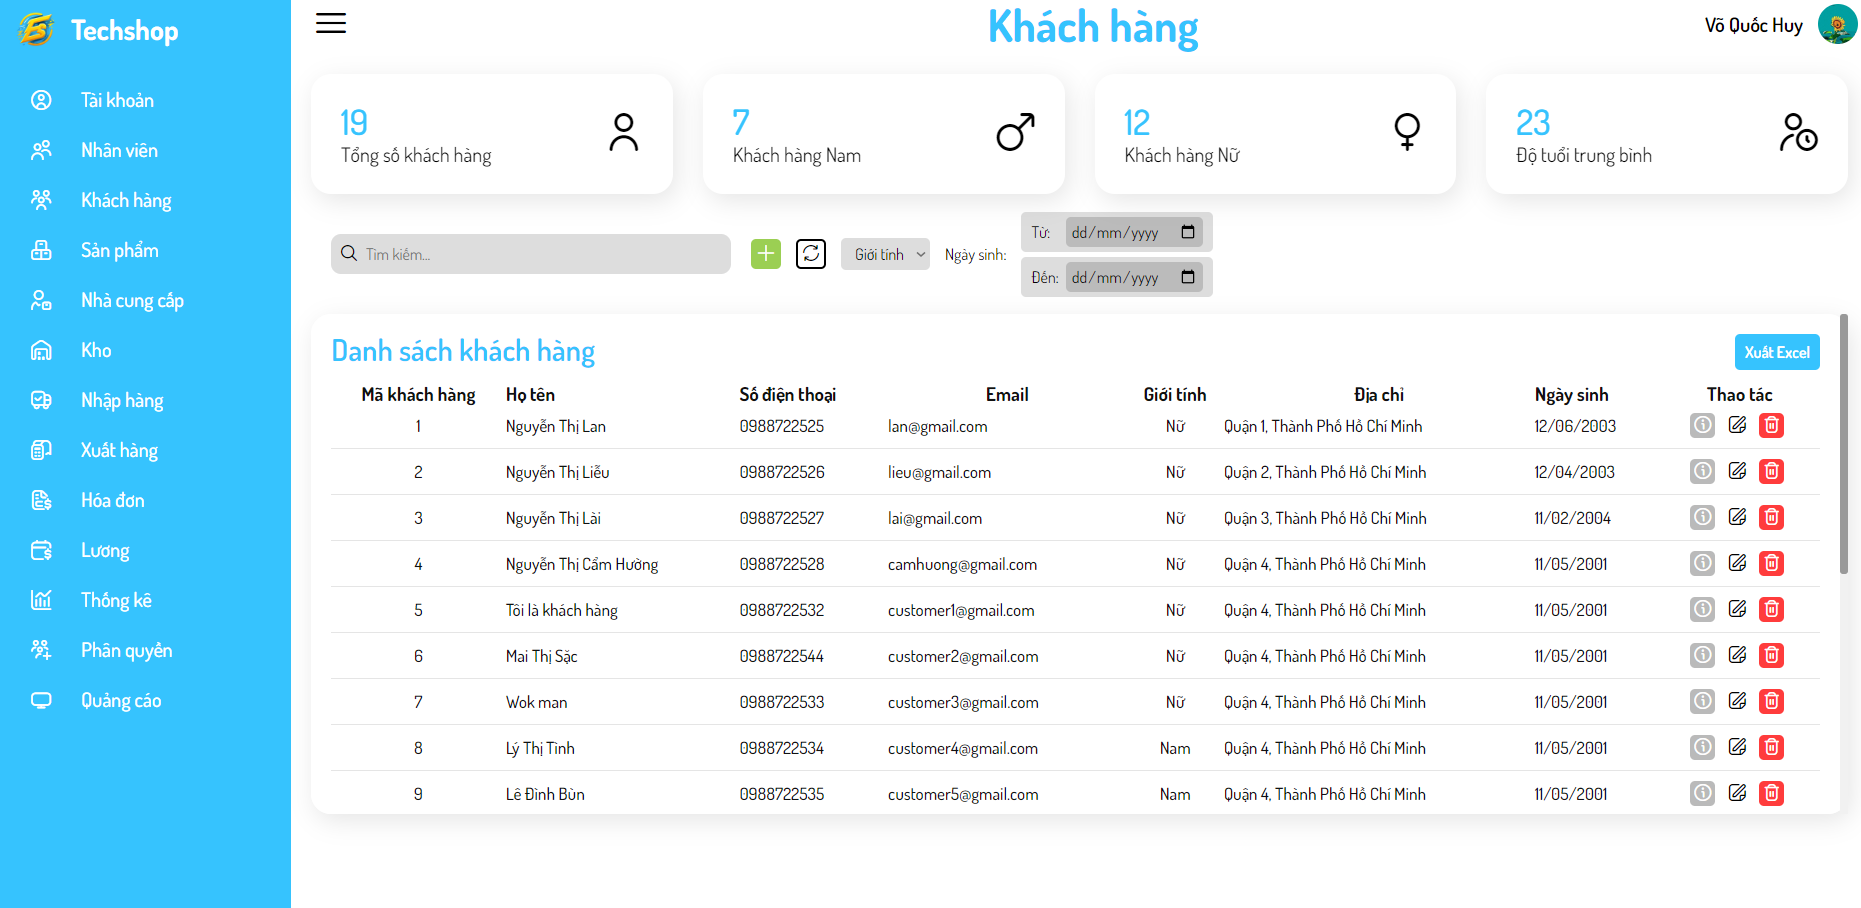 Techshop
Tài khoản
Nhân viên
Khách hàng
Sản phẩm
Nhà cung cấp
Kho
Nhập hàng
Xuất hàng
Hóa đơn
Lương
Thống kê
Phân quyền
Quảng cáo
Khách hàng
Võ Quốc Huy
19
Tổng số khách hàng
7
Khách hàng Nam
12
Khách hàng Nữ
23
Độ tuổi trung bình
Tìm kiếm...
Giới tính
Ngày sinh:
Từ: dd/mm/yyyy
Đến: dd/mm/yyyy
Danh sách khách hàng
Xuất Excel
Mã khách hàng Họ tên Số điện thoại Email Giới tính Địa chỉ Ngày sinh Thao tác
1 Nguyễn Thị Lan 0988722525 lan@gmail.com Nữ Quận 1, Thành Phố Hồ Chí Minh 12/06/2003
2 Nguyễn Thị Liễu 0988722526 lieu@gmail.com Nữ Quận 2, Thành Phố Hồ Chí Minh 12/04/2003
3 Nguyễn Thị Lài 0988722527 lai@gmail.com Nữ Quận 3, Thành Phố Hồ Chí Minh 11/02/2004
4 Nguyễn Thị Cẩm Hường 0988722528 camhuong@gmail.com Nữ Quận 4, Thành Phố Hồ Chí Minh 11/05/2001
5 Tôi là khách hàng 0988722532 customer1@gmail.com Nữ Quận 4, Thành Phố Hồ Chí Minh 11/05/2001
6 Mai Thị Sặc 0988722544 customer2@gmail.com Nữ Quận 4, Thành Phố Hồ Chí Minh 11/05/2001
7 Wok man 0988722533 customer3@gmail.com Nữ Quận 4, Thành Phố Hồ Chí Minh 11/05/2001
8 Lý Thị Tình 0988722534 customer4@gmail.com Nam Quận 4, Thành Phố Hồ Chí Minh 11/05/2001
9 Lê Đình Bùn 0988722535 customer5@gmail.com Nam Quận 4, Thành Phố Hồ Chí Minh 11/05/2001